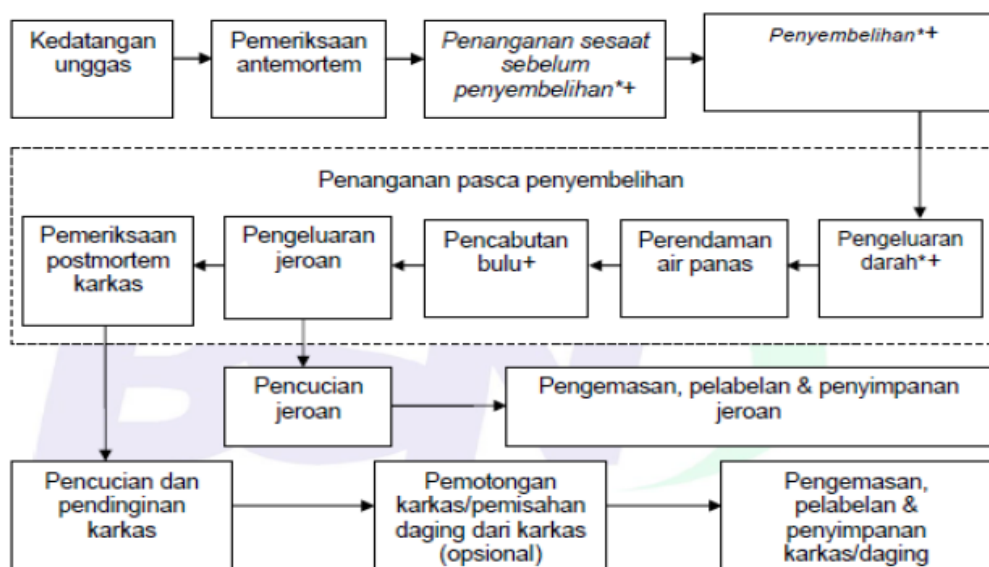 Kedatangan
unggas
Pemeriksaan
antemortem
Penanganan sesaat
sebelum
penyembelihan*+
Penyembelihan*+
Penanganan pasca penyembelihan
Pengeluaran
darah*+
Perendaman
air panas
Pencabutan
bulu+
Pengeluaran
jeroan
Pemeriksaan
postmortem
karkas
Pencucian
jeroan
Pengemasan, pelabelan & penyimpanan
jeroan
Pencucian dan
pendinginan
karkas
Pemotongan
karkas/pemisahan
daging dari karkas
(opsional)
Pengemasan,
pelabelan &
penyimpanan
karkas/daging
BSN